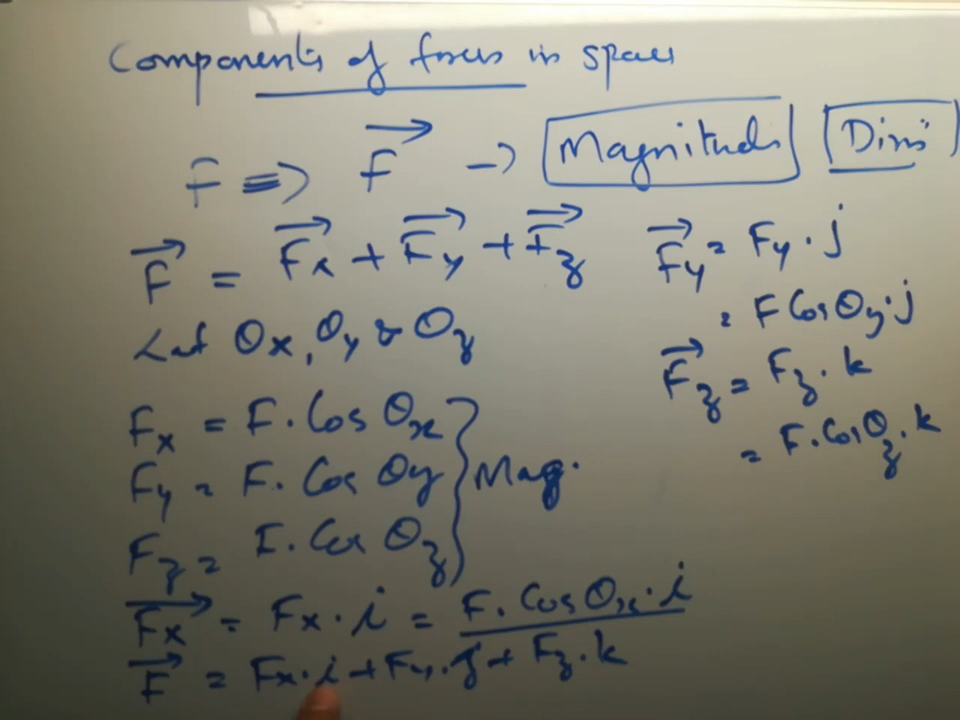 Components of forces in space
F ⇒ F⃗ → Magnitude Dirn
F⃗ = F⃗x + F⃗y + F⃗z
Let θx, θy & θz
Fx = F. Cos θx
Fy = F. Cos θy } Mag.
Fz = F. Cos θz
F⃗x = Fx . i = F. Cos θx . i
F⃗ = Fx . i + Fy . j + Fz . k
F⃗y = Fy . j
= F Cos θy . j
F⃗z = Fz . k
= F. Cos θz . k